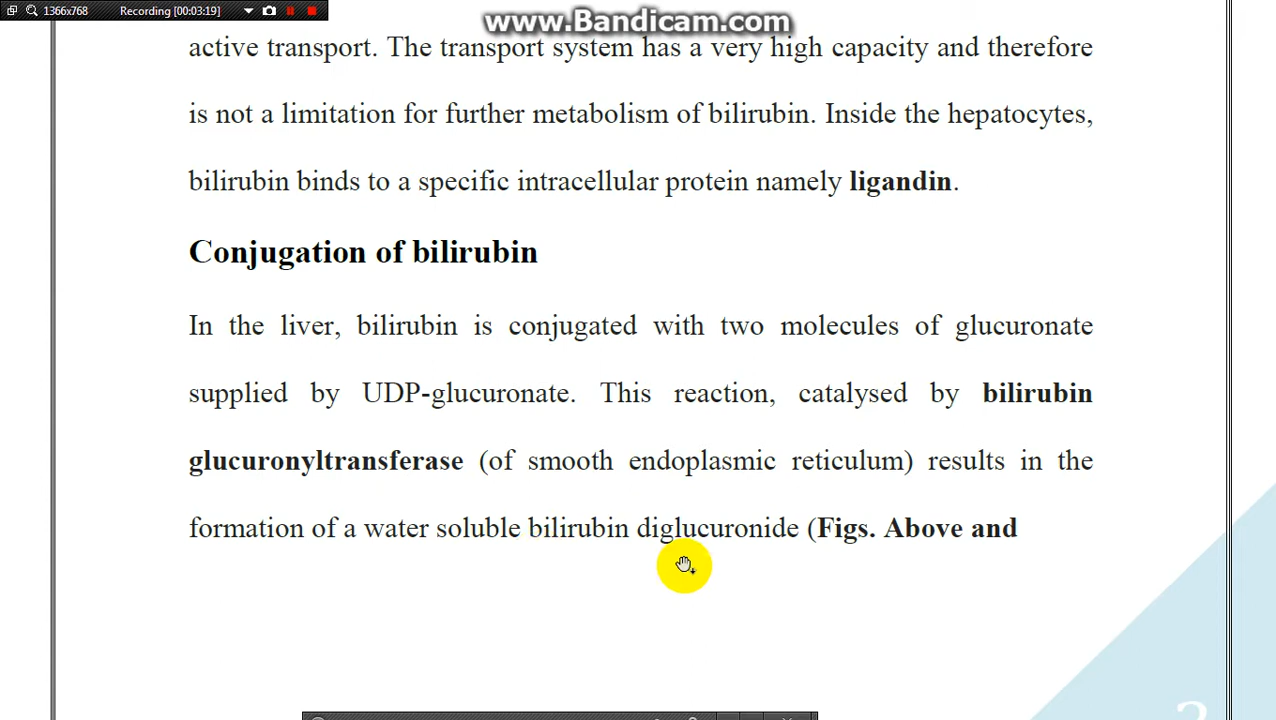 1366x768 Recording [00:03:19]
www.Bandicam.com
active transport. The transport system has a very high capacity and therefore
is not a limitation for further metabolism of bilirubin. Inside the hepatocytes,
bilirubin binds to a specific intracellular protein namely ligandin.
Conjugation of bilirubin
In the liver, bilirubin is conjugated with two molecules of glucuronate
supplied by UDP-glucuronate. This reaction, catalysed by bilirubin
glucuronyltransferase (of smooth endoplasmic reticulum) results in the
formation of a water soluble bilirubin diglucuronide (Figs. Above and